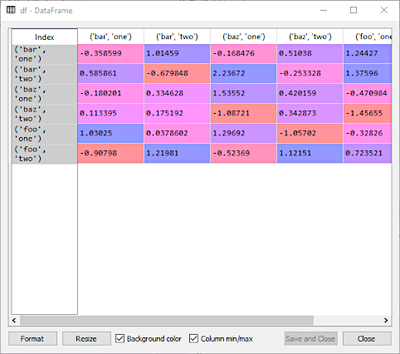 df - DataFrame
Index ('bar', 'one') ('bar', 'two') ('baz', 'one') ('baz', 'two') ('foo', 'one')
('bar', 'one') -0.358599 1.01459 -0.168476 0.51038 1.24427
('bar', 'two') 0.585861 -0.679848 2.23672 -0.253328 1.37596
('baz', 'one') -0.180201 0.334628 1.53552 0.420159 -0.470984
('baz', 'two') 0.113395 0.175192 -1.08721 0.342873 -1.45655
('foo', 'one') 1.03025 0.0378602 1.29692 -1.05702 -0.32826
('foo', 'two') -0.90798 1.21981 -0.52369 1.12151 0.723521
Format Resize Background color Column min/max Save and Close Close